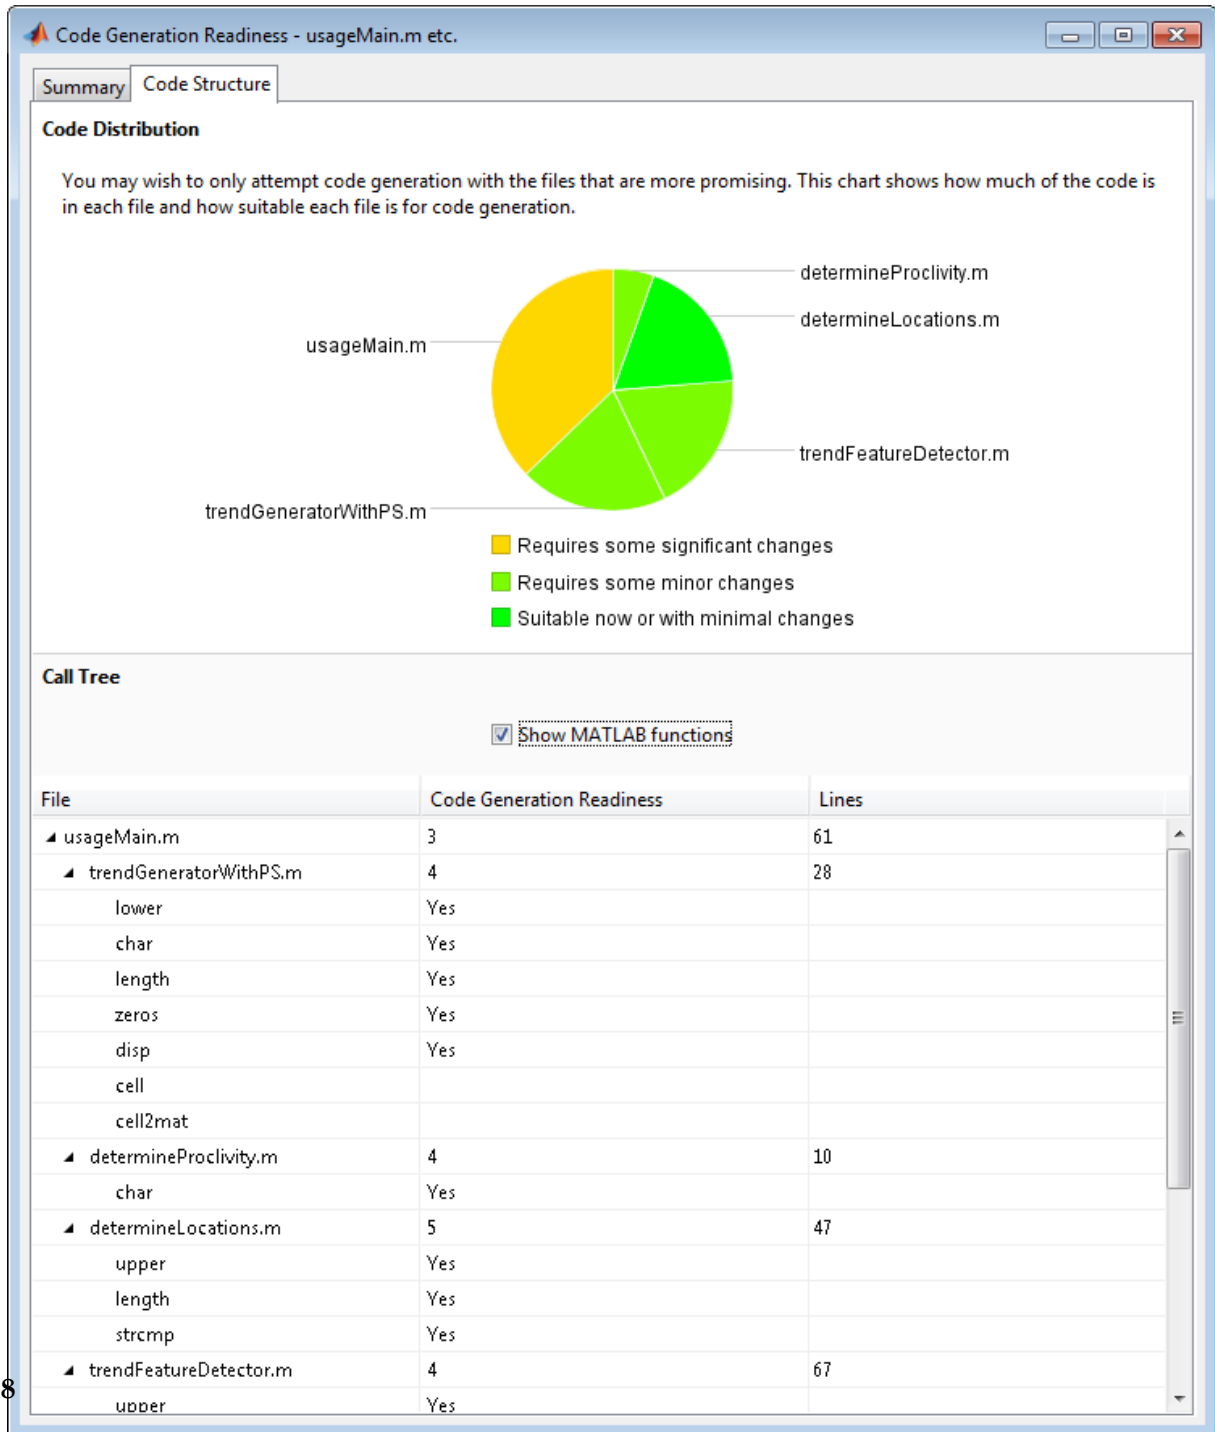 Code Generation Readiness - usageMain.m etc.
Summary
Code Structure
Code Distribution
You may wish to only attempt code generation with the files that are more promising. This chart shows how much of the code is
in each file and how suitable each file is for code generation.
determineProclivity.m
determineLocations.m
usageMain.m
trendFeatureDetector.m
trendGeneratorWithPS.m
Requires some significant changes
Requires some minor changes
Suitable now or with minimal changes
Call Tree
Show MATLAB functions
File Code Generation Readiness Lines
usageMain.m 3 61
trendGeneratorWithPS.m 4 28
lower Yes
char Yes
length Yes
zeros Yes
disp Yes
cell
cell2mat
determineProclivity.m 4 10
char Yes
determineLocations.m 5 47
upper Yes
length Yes
strcmp Yes
trendFeatureDetector.m 4 67
8
upper Yes